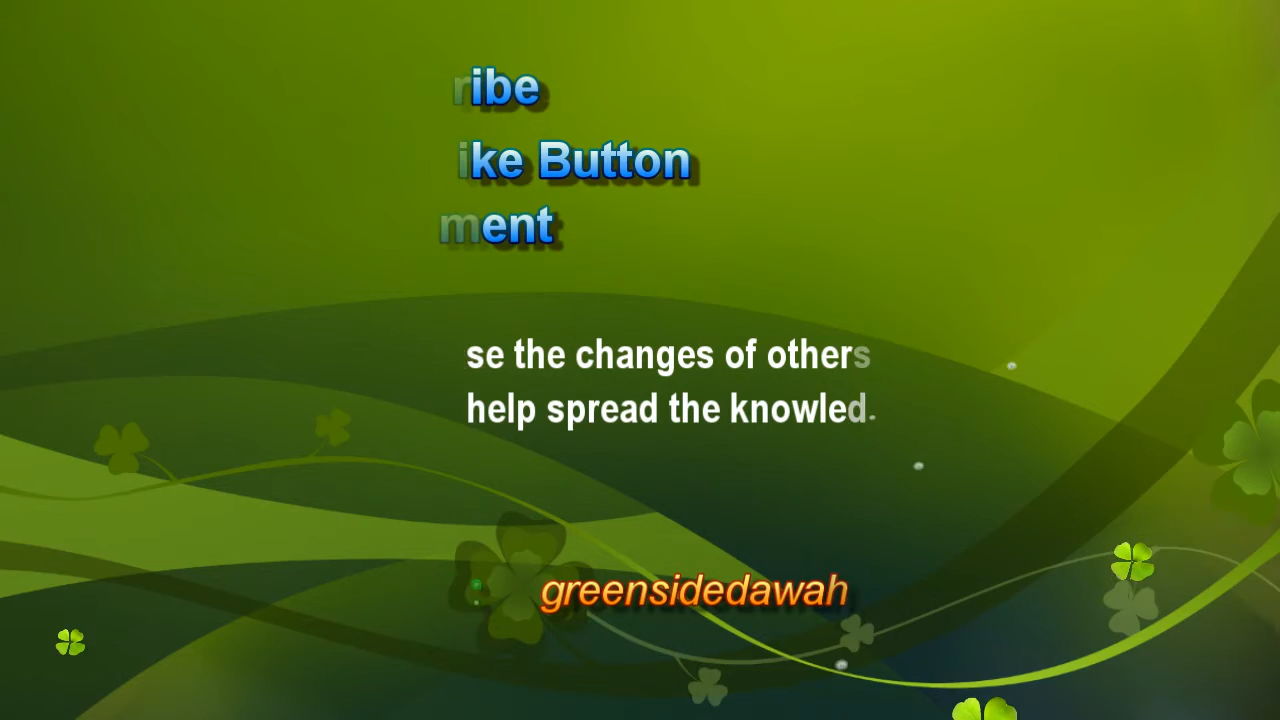 ribe
ike Button
ment
se the changes of others
help spread the knowled
greensidedawah